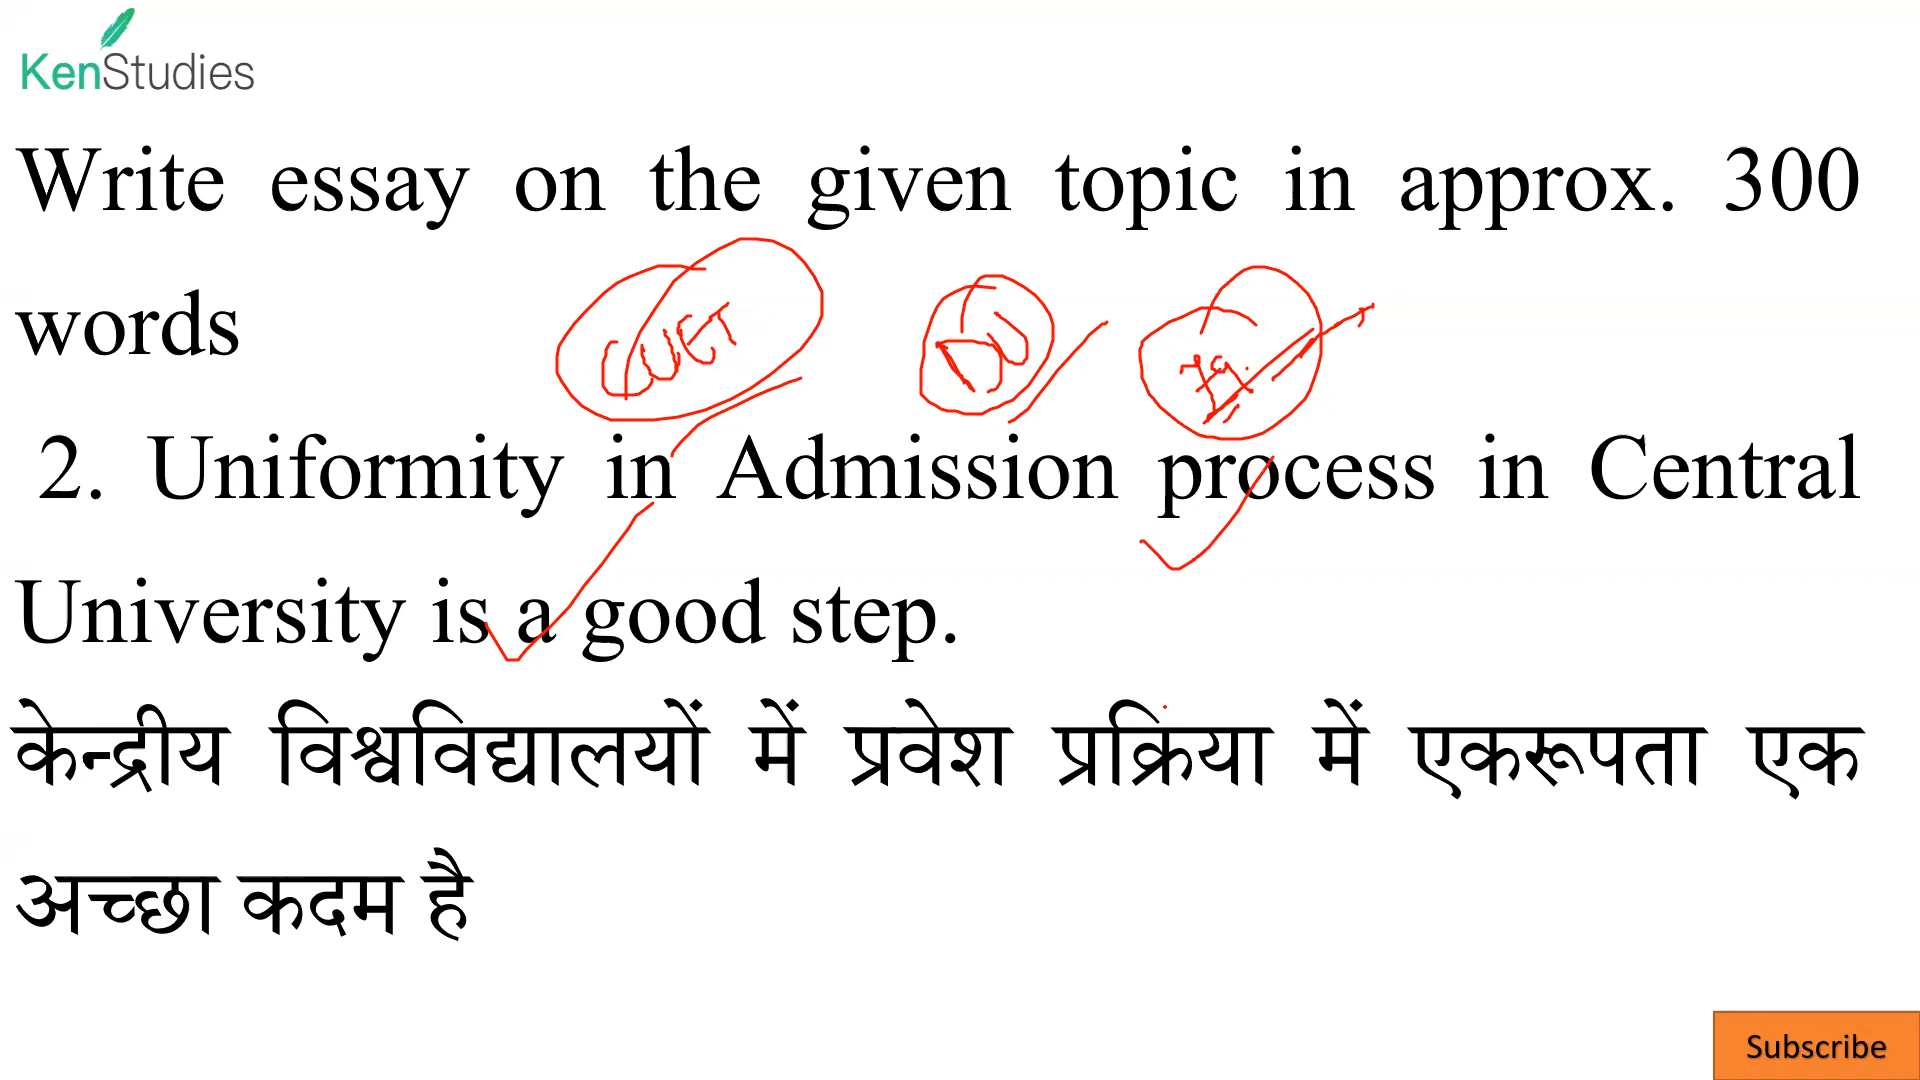 KenStudies
Write essay on the given topic in approx. 300
words
CUET DU
2. Uniformity in Admission process in Central
University is a good step.
केन्द्रीय विश्वविद्यालयों में प्रवेश प्रक्रिया में एकरूपता एक
अच्छा कदम है
Subscribe